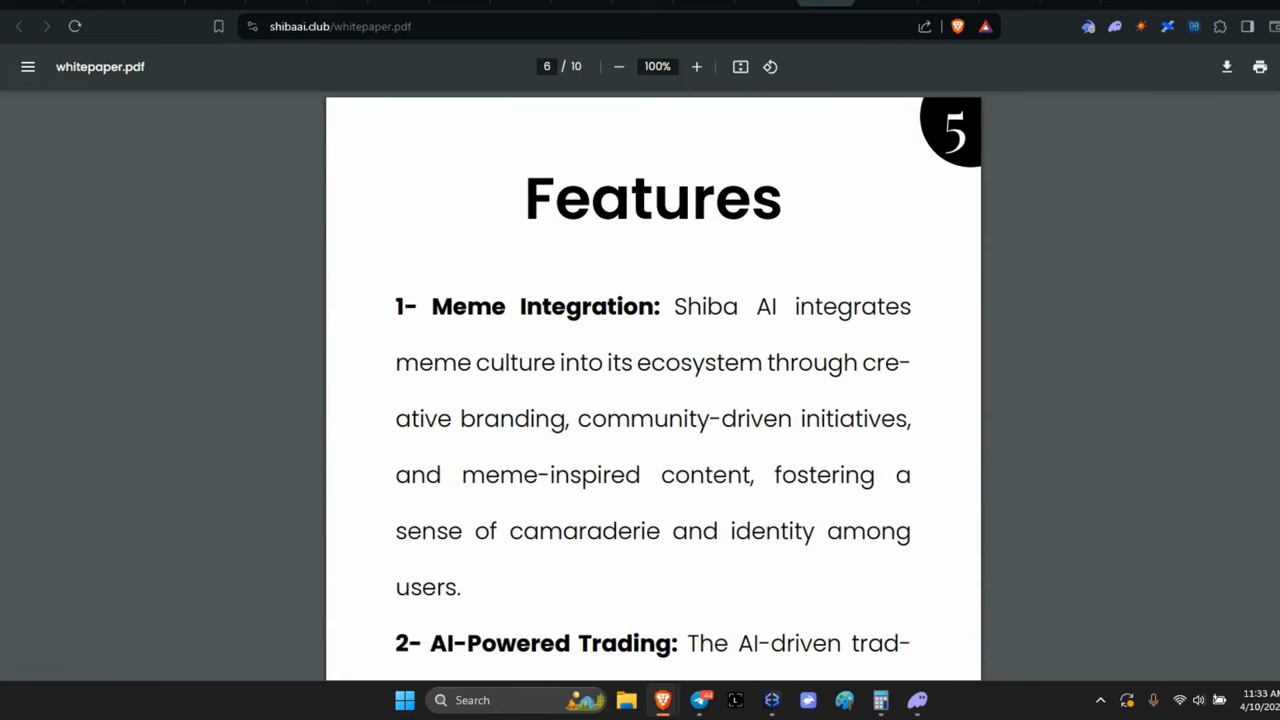 shibaai.club/whitepaper.pdf
whitepaper.pdf
6 / 10
100%
5
Features
1- Meme Integration: Shiba AI integrates
meme culture into its ecosystem through cre-
ative branding, community-driven initiatives,
and meme-inspired content, fostering a
sense of camaraderie and identity among
users.
2- AI-Powered Trading: The AI-driven trad-
Search
44
L
11:33 AM
4/10/202